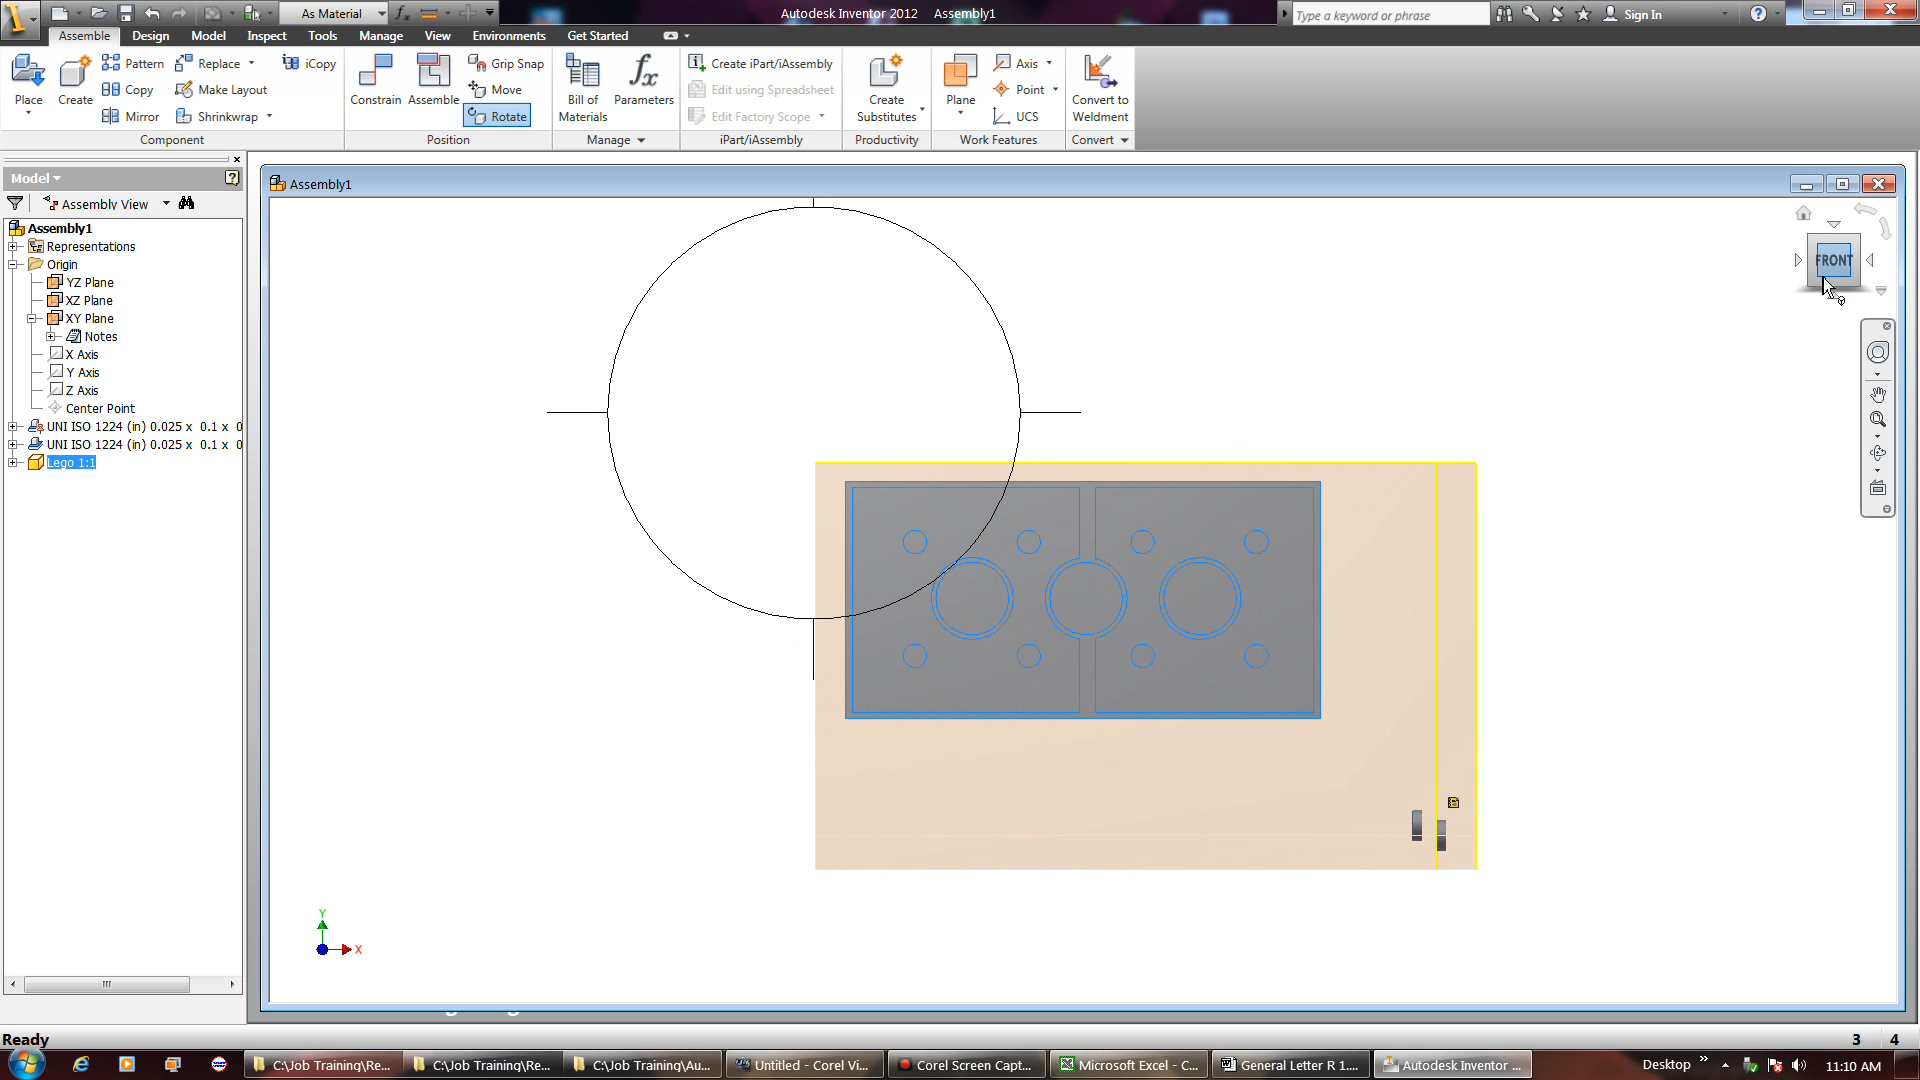 As Material
Autodesk Inventor 2012 Assembly1
Type a keyword or phrase
Sign In
Assemble Design Model Inspect Tools Manage View Environments Get Started
Place
Create
Pattern
Copy
Mirror
Replace
Make Layout
Shrinkwrap
iCopy
Component
Constrain
Assemble
Grip Snap
Move
Rotate
Position
Bill of Materials
Parameters
Manage
Create iPart/iAssembly
Edit using Spreadsheet
Edit Factory Scope
iPart/iAssembly
Create Substitutes
Productivity
Plane
Axis
Point
UCS
Work Features
Convert to Weldment
Convert
Model
Assembly View
Assembly1
Representations
Origin
YZ Plane
XZ Plane
XY Plane
Notes
X Axis
Y Axis
Z Axis
Center Point
UNI ISO 1224 (in) 0.025 x 0.1 x 0
UNI ISO 1224 (in) 0.025 x 0.1 x 0
Lego 1:1
Assembly1
FRONT
Y
X
Ready
3 4
C:\Job Training\Re...
C:\Job Training\Re...
C:\Job Training\Au...
Untitled - Corel Vi...
Corel Screen Capt...
Microsoft Excel - C...
General Letter R 1....
Autodesk Inventor ...
Desktop
11:10 AM